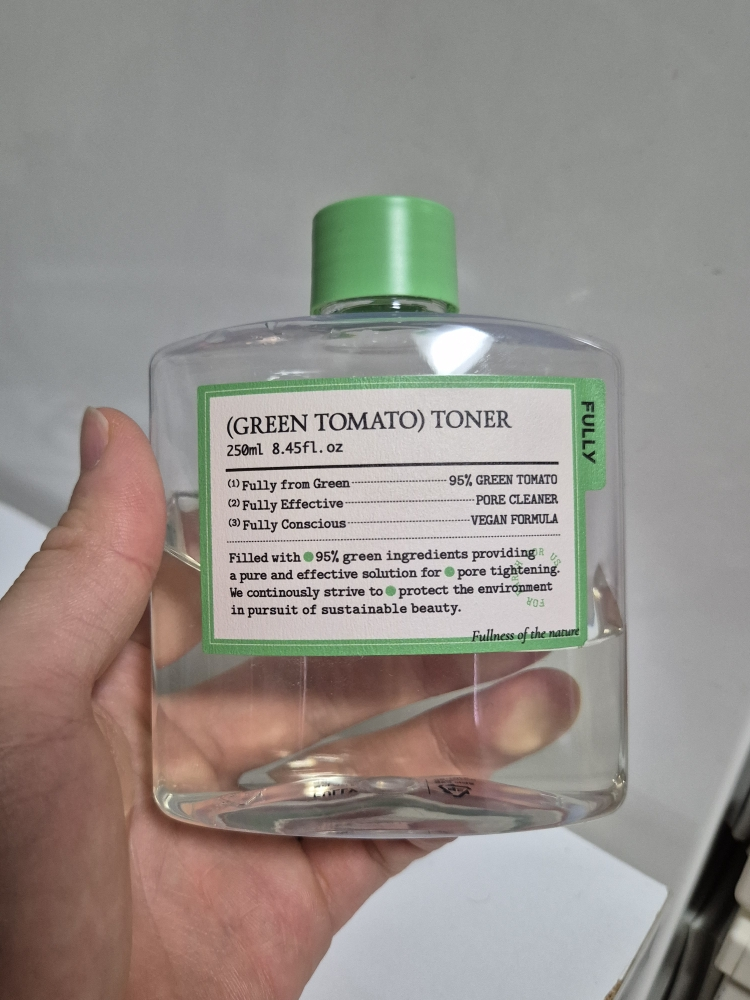 (GREEN TOMATO) TONER
250ml 8.45fl.oz
FULLY
(1) Fully from Green 95% GREEN TOMATO
(2) Fully Effective PORE CLEANER
(3) Fully Conscious VEGAN FORMULA
Filled with 95% green ingredients providing
a pure and effective solution for pore tightening.
We continously strive to protect the environment
in pursuit of sustainable beauty.
Fullness of the nature